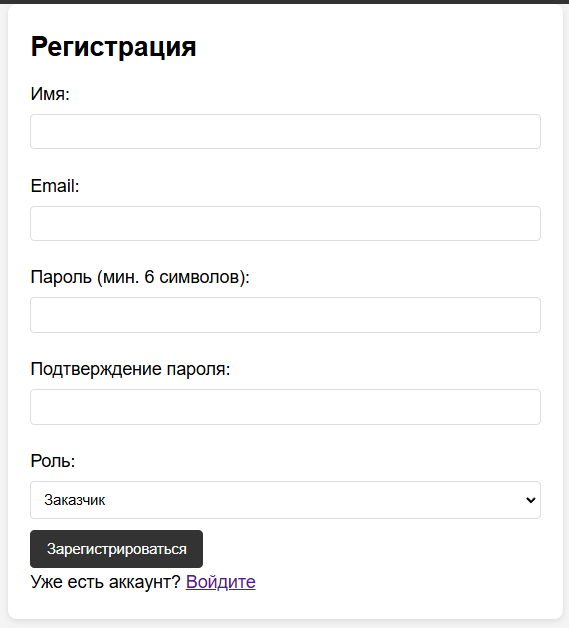 Регистрация
Имя:
Email:
Пароль (мин. 6 символов):
Подтверждение пароля:
Роль:
Заказчик
Зарегистрироваться
Уже есть аккаунт? Войдите